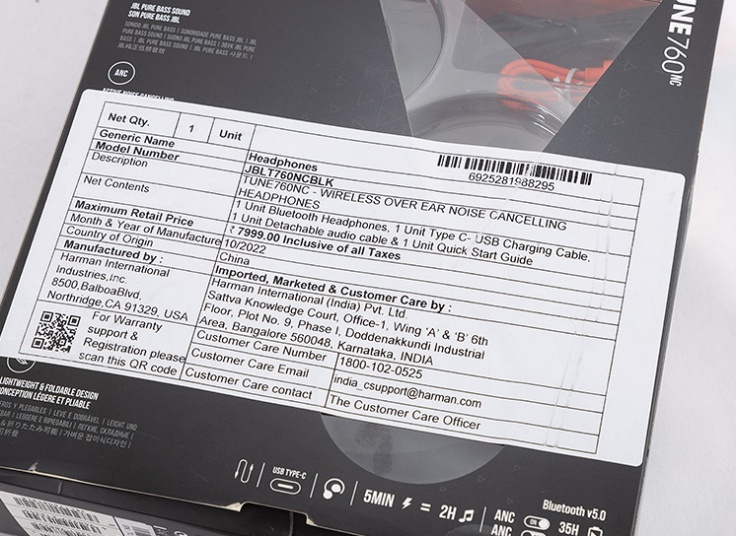 JBL PURE BASS SOUND
SON PURE BASS JBL
TUNE760NC
ANC
Net Qty. 1 Unit
Generic Name Headphones
Model Number JBLT760NCBLK
6925281988295
Description TUNE760NC - WIRELESS OVER EAR NOISE CANCELLING
HEADPHONES
Net Contents 1 Unit Bluetooth Headphones, 1 Unit Type C- USB Charging Cable,
1 Unit Detachable audio cable & 1 Unit Quick Start Guide
Maximum Retail Price ₹ 7999.00 Inclusive of all Taxes
Month & Year of Manufacture 10/2022
Country of Origin China
Manufactured by :
Harman International
Industries,Inc.
8500,BalboaBlvd,
Northridge,CA 91329, USA
Imported, Marketed & Customer Care by :
Harman International (India) Pvt. Ltd.
Sattva Knowledge Court, Office-1, Wing ‘A’ & ‘B’ 6th
Floor, Plot No. 9, Phase I, Doddenakkundi Industrial
Area, Bangalore 560048, Karnataka, INDIA
For Warranty
support &
Registration please
scan this QR code
Customer Care Number 1800-102-0525
Customer Care Email india_csupport@harman.com
Customer Care contact The Customer Care Officer
LIGHTWEIGHT & FOLDABLE DESIGN
CONCEPTION LÉGÈRE ET PLIABLE
USB TYPE-C
5MIN = 2H
Bluetooth v5.0
ANC ON 35H
ANC